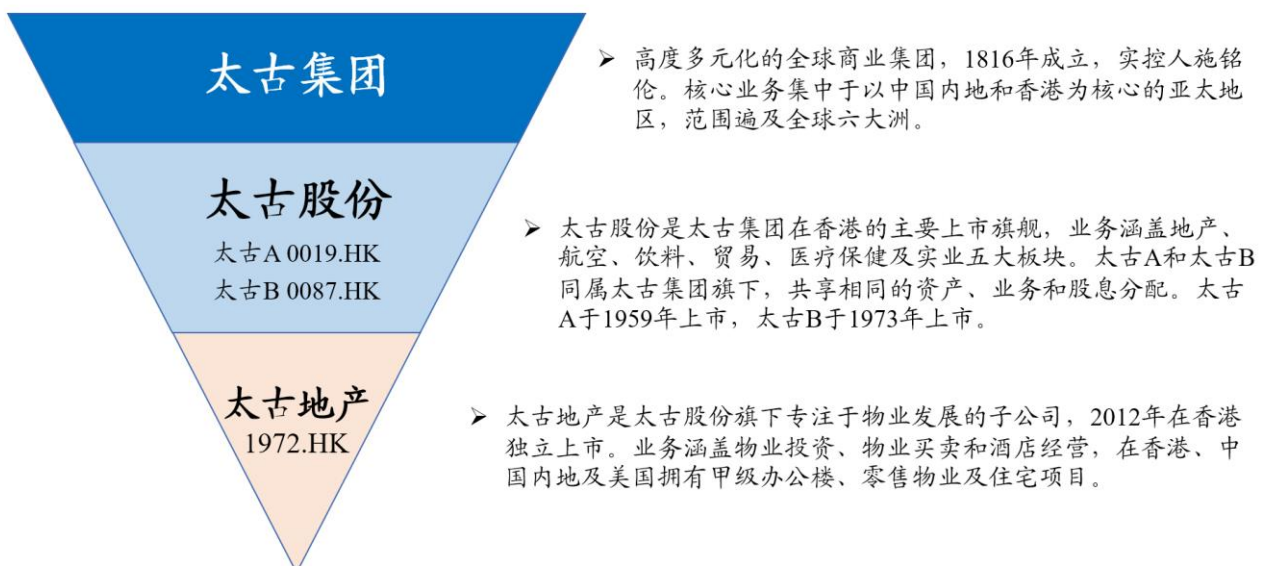 太古集团
➢ 高度多元化的全球商业集团，1816年成立，实控人施铭
伦。核心业务集中于以中国内地和香港为核心的亚太地
区，范围遍及全球六大洲。
太古股份
太古A 0019.HK
太古B 0087.HK
➢ 太古股份是太古集团在香港的主要上市旗舰，业务涵盖地产、
航空、饮料、贸易、医疗保健及实业五大板块。太古A和太古B
同属太古集团旗下，共享相同的资产、业务和股息分配。太古
A于1959年上市，太古B于1973年上市。
太古地产
1972.HK
➢ 太古地产是太古股份旗下专注于物业发展的子公司，2012年在香港
独立上市。业务涵盖物业投资、物业买卖和酒店经营，在香港、中
国内地及美国拥有甲级办公楼、零售物业及住宅项目。